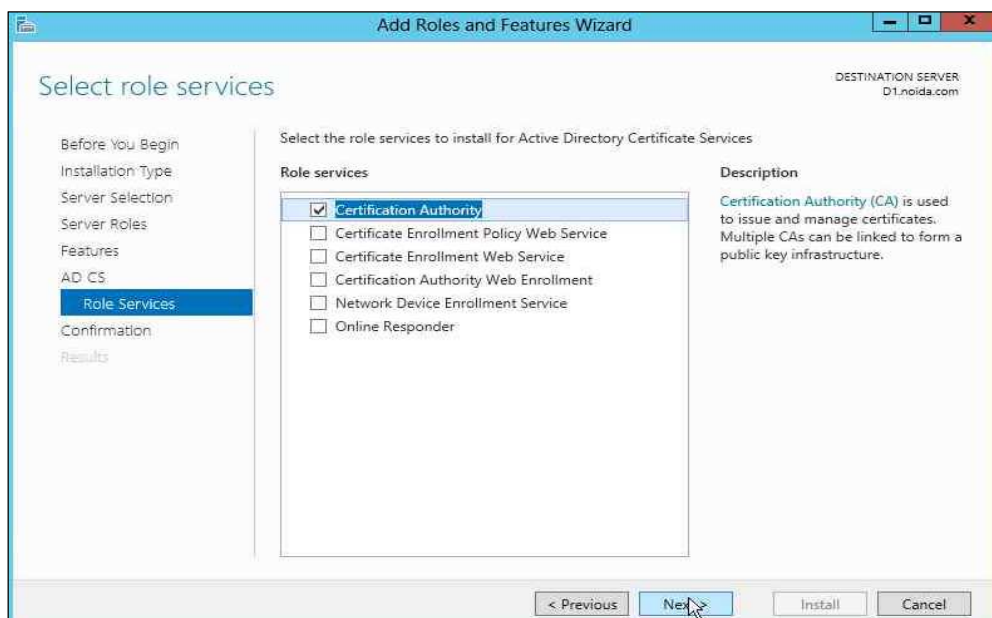 Add Roles and Features Wizard
Select role services
DESTINATION SERVER
D1.noida.com
Before You Begin
Installation Type
Server Selection
Server Roles
Features
AD CS
Role Services
Confirmation
Results
Select the role services to install for Active Directory Certificate Services
Role services
Certification Authority
Certificate Enrollment Policy Web Service
Certificate Enrollment Web Service
Certification Authority Web Enrollment
Network Device Enrollment Service
Online Responder
Description
Certification Authority (CA) is used
to issue and manage certificates.
Multiple CAs can be linked to form a
public key infrastructure.
< Previous
Next >
Install
Cancel